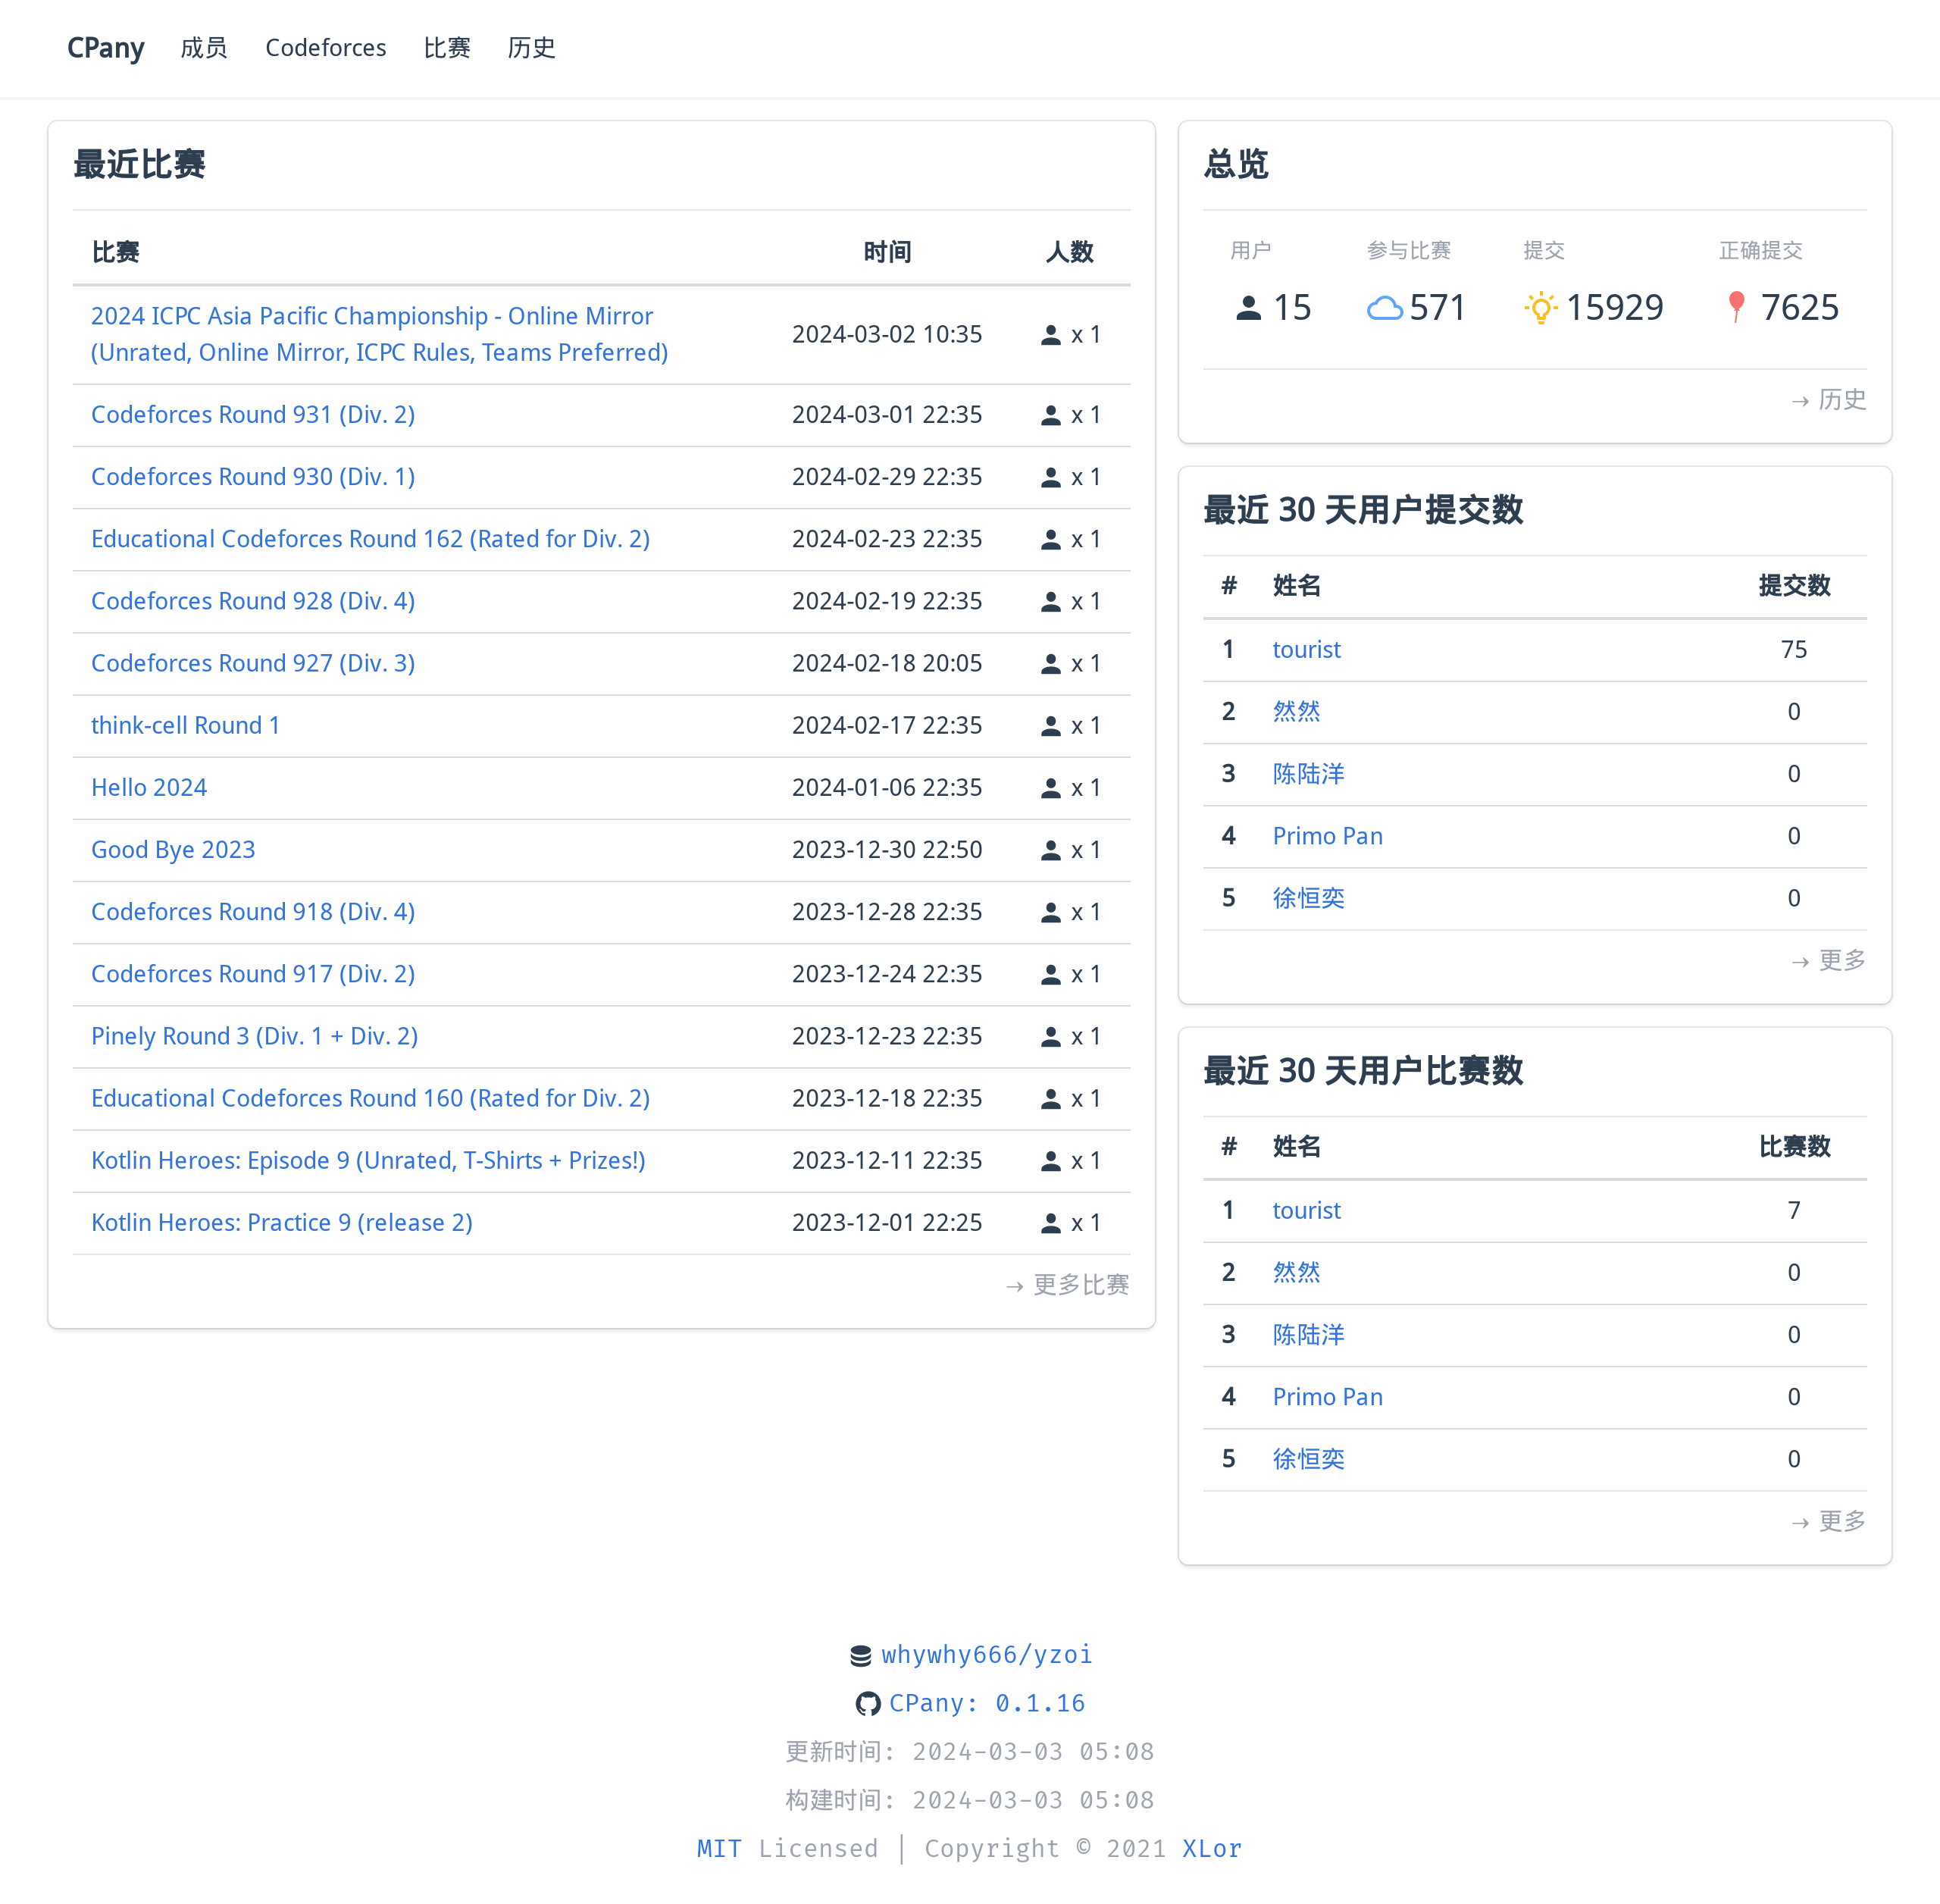 CPany 成员 Codeforces 比赛 历史
最近比赛
比赛 时间 人数
2024 ICPC Asia Pacific Championship - Online Mirror
(Unrated, Online Mirror, ICPC Rules, Teams Preferred) 2024-03-02 10:35 x 1
Codeforces Round 931 (Div. 2) 2024-03-01 22:35 x 1
Codeforces Round 930 (Div. 1) 2024-02-29 22:35 x 1
Educational Codeforces Round 162 (Rated for Div. 2) 2024-02-23 22:35 x 1
Codeforces Round 928 (Div. 4) 2024-02-19 22:35 x 1
Codeforces Round 927 (Div. 3) 2024-02-18 20:05 x 1
think-cell Round 1 2024-02-17 22:35 x 1
Hello 2024 2024-01-06 22:35 x 1
Good Bye 2023 2023-12-30 22:50 x 1
Codeforces Round 918 (Div. 4) 2023-12-28 22:35 x 1
Codeforces Round 917 (Div. 2) 2023-12-24 22:35 x 1
Pinely Round 3 (Div. 1 + Div. 2) 2023-12-23 22:35 x 1
Educational Codeforces Round 160 (Rated for Div. 2) 2023-12-18 22:35 x 1
Kotlin Heroes: Episode 9 (Unrated, T-Shirts + Prizes!) 2023-12-11 22:35 x 1
Kotlin Heroes: Practice 9 (release 2) 2023-12-01 22:25 x 1
→ 更多比赛
总览
用户 参与比赛 提交 正确提交
15 571 15929 7625
→ 历史
最近 30 天用户提交数
# 姓名 提交数
1 tourist 75
2 然然 0
3 陈陆洋 0
4 Primo Pan 0
5 徐恒奕 0
→ 更多
最近 30 天用户比赛数
# 姓名 比赛数
1 tourist 7
2 然然 0
3 陈陆洋 0
4 Primo Pan 0
5 徐恒奕 0
→ 更多
whywhy666/yzoi
CPany: 0.1.16
更新时间: 2024-03-03 05:08
构建时间: 2024-03-03 05:08
MIT Licensed | Copyright © 2021 XLor